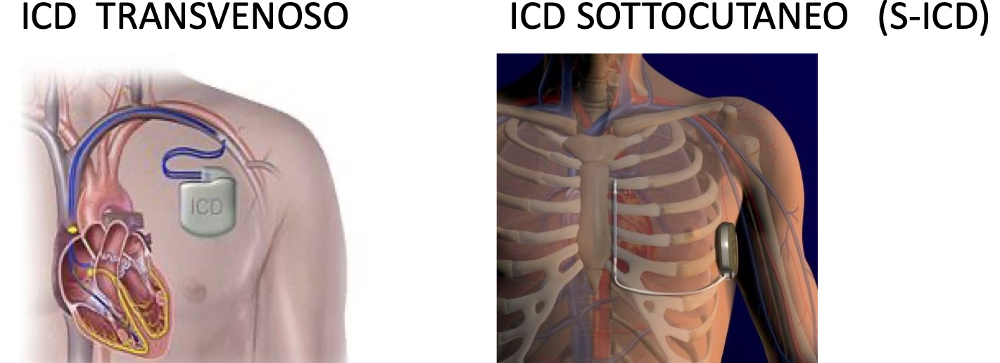 ICD TRANSVENOSO
ICD SOTTOCUTANEO (S-ICD)
ICD